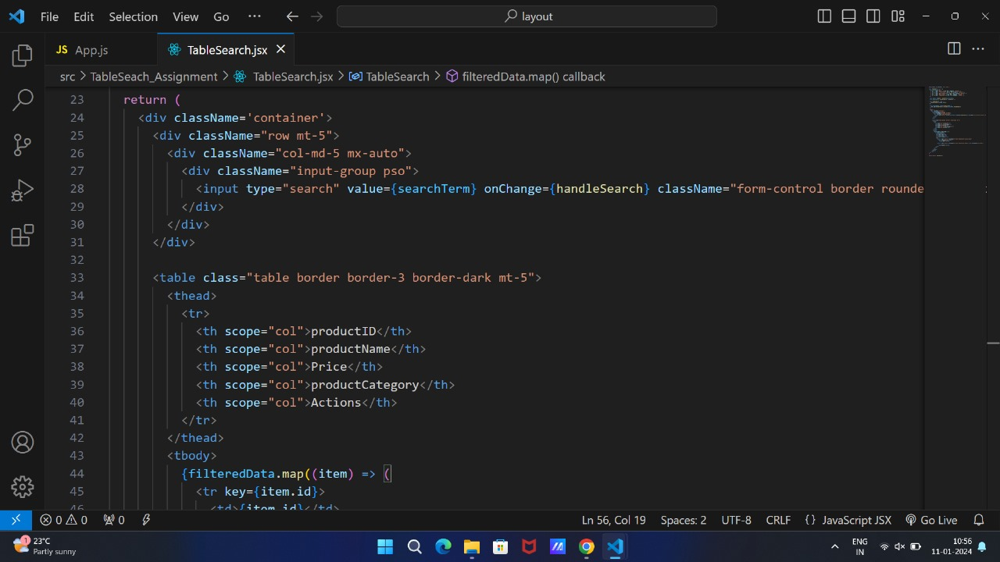 File Edit Selection View Go ··· layout
JS App.js TableSearch.jsx
src > TableSeach_Assignment > TableSearch.jsx > TableSearch > filteredData.map() callback
23 return (
24 <div className='container'>
25 <div className="row mt-5">
26 <div className="col-md-5 mx-auto">
27 <div className="input-group pso">
28 <input type="search" value={searchTerm} onChange={handleSearch} className="form-control border rounde
29 </div>
30 </div>
31 </div>
32
33 <table class="table border border-3 border-dark mt-5">
34 <thead>
35 <tr>
36 <th scope="col">productID</th>
37 <th scope="col">productName</th>
38 <th scope="col">Price</th>
39 <th scope="col">productCategory</th>
40 <th scope="col">Actions</th>
41 </tr>
42 </thead>
43 <tbody>
44 {filteredData.map((item) => (
45 <tr key={item.id}>
46 <td>{item.id}</td>
0 0 0 Ln 56, Col 19 Spaces: 2 UTF-8 CRLF {} JavaScript JSX Go Live
1 23°C ENG 10:56
Partly sunny IN 11-01-2024